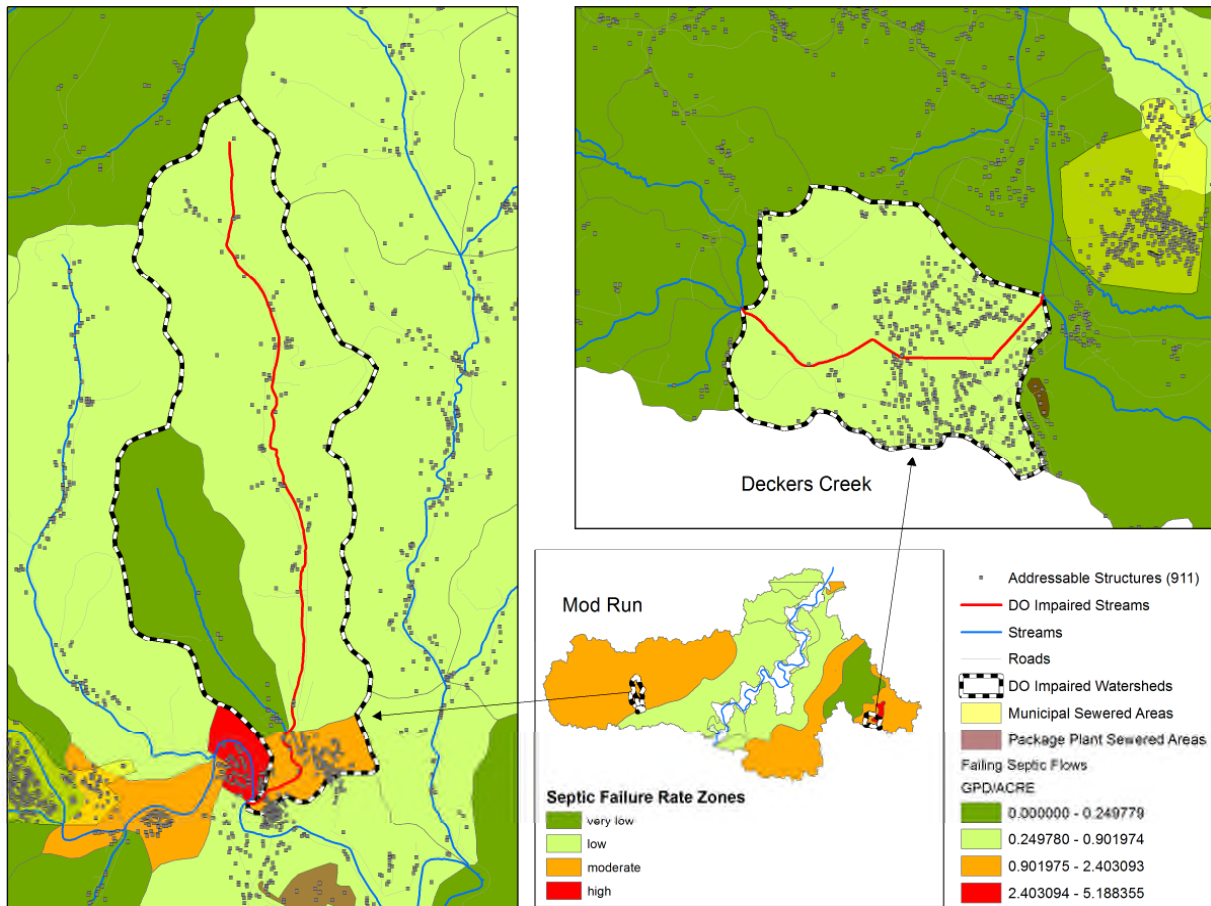 Deckers Creek
Mod Run
Septic Failure Rate Zones
very low
low
moderate
high
Addressable Structures (911)
DO Impaired Streams
Streams
Roads
DO Impaired Watersheds
Municipal Sewered Areas
Package Plant Sewered Areas
Failing Septic Flows
GPD/ACRE
0.000000 - 0.249779
0.249780 - 0.901974
0.901975 - 2.403093
2.403094 - 5.188355